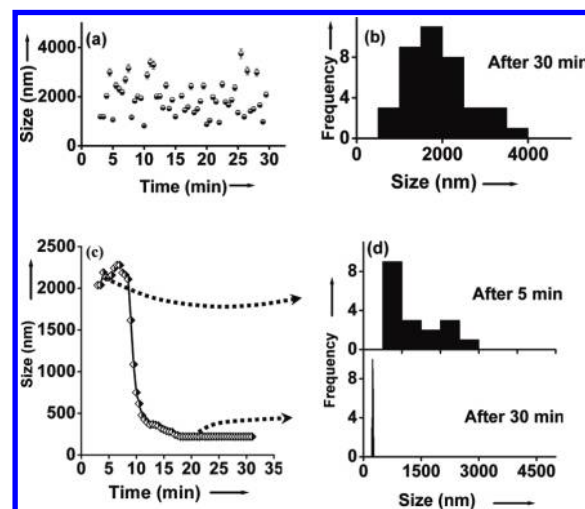 (a)
Size (nm)
4000
2000
0
0 5 10 15 20 25 30
Time (min)
(b)
After 30 min
Frequency
8
4
0
0 2000 4000
Size (nm)
(c)
Size (nm)
2500
2000
1500
1000
500
0
0 5 10 15 20 25 30 35
Time (min)
(d)
After 5 min
Frequency
8
4
0
After 30 min
8
4
0
0 1500 3000 4500
Size (nm)